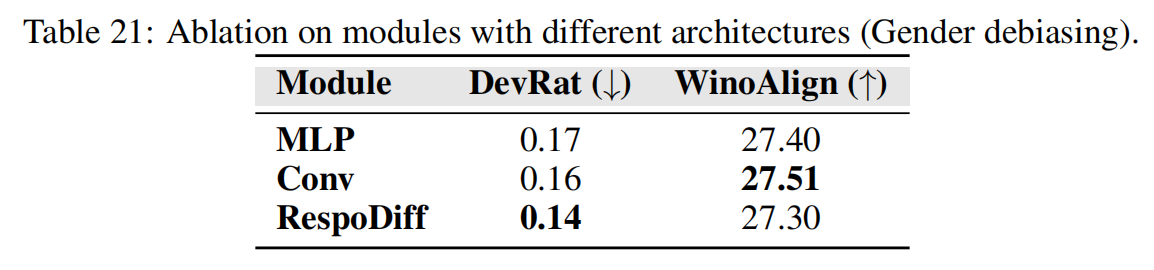 Table 21: Ablation on modules with different architectures (Gender debiasing).
Module DevRat (↓) WinoAlign (↑)
MLP 0.17 27.40
Conv 0.16 27.51
RespoDiff 0.14 27.30